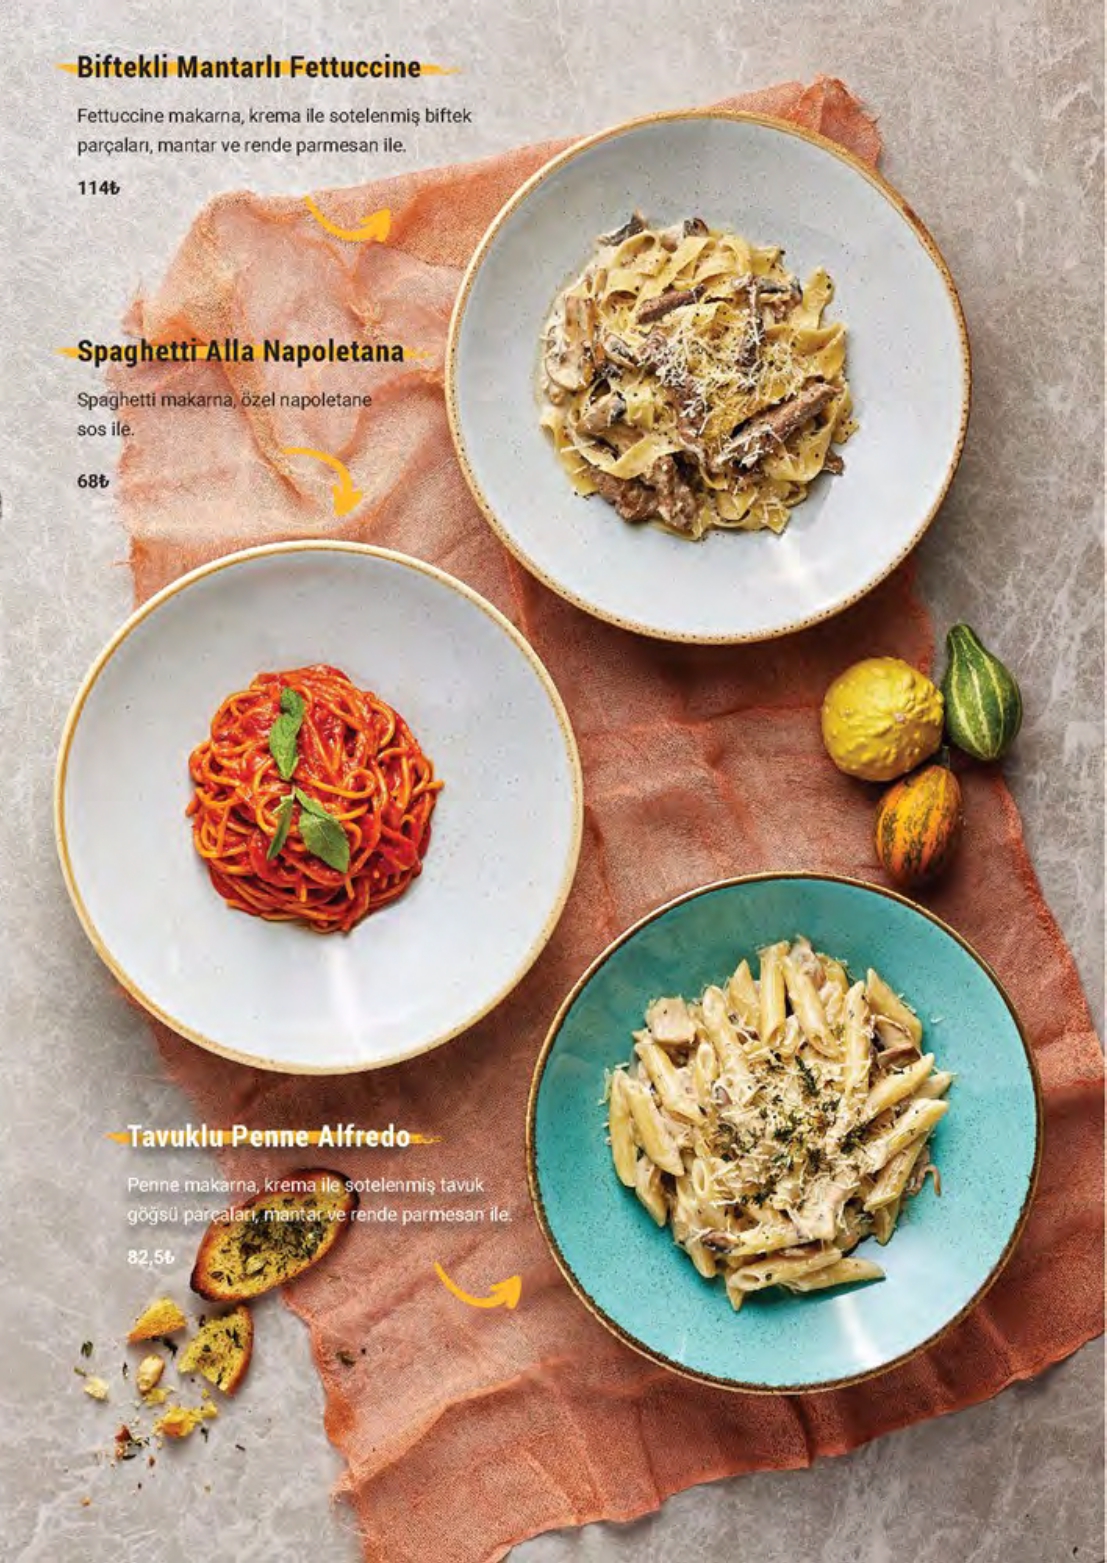 Biftekli Mantarlı Fettuccine
Fettuccine makarna, krema ile sotelenmiş biftek
parçaları, mantar ve rende parmesan ile.
114₺
Spaghetti Alla Napoletana
Spaghetti makarna, özel napoletane
sos ile.
68₺
Tavuklu Penne Alfredo
Penne makarna, krema ile sotelenmiş tavuk
göğsü parçaları, mantar ve rende parmesan ile.
82,5₺